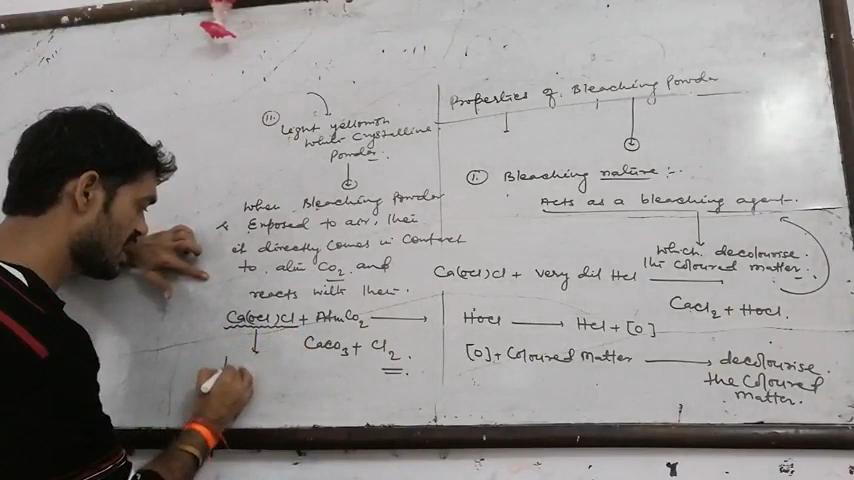 Properties of Bleaching Powder
I. Bleaching nature :-
Acts as a bleaching agent.
which decolourise.
the coloured matter.
Ca(ocl)Cl + very dil Hcl ⟶
CaCl2 + Hocl.
Hocl ⟶ Hcl + [O]
[O] + Coloured Matter ⟶ decolourise.
the Coloured
matter.
II. Light yellowish
white Crystalline
Powder.
When Bleaching Powder
Exposed to air, then
it directly comes in contact
to CO2 and
reacts with them.
Ca(ocl)Cl + Atm CO2 ⟶
CaCO3 + Cl2.